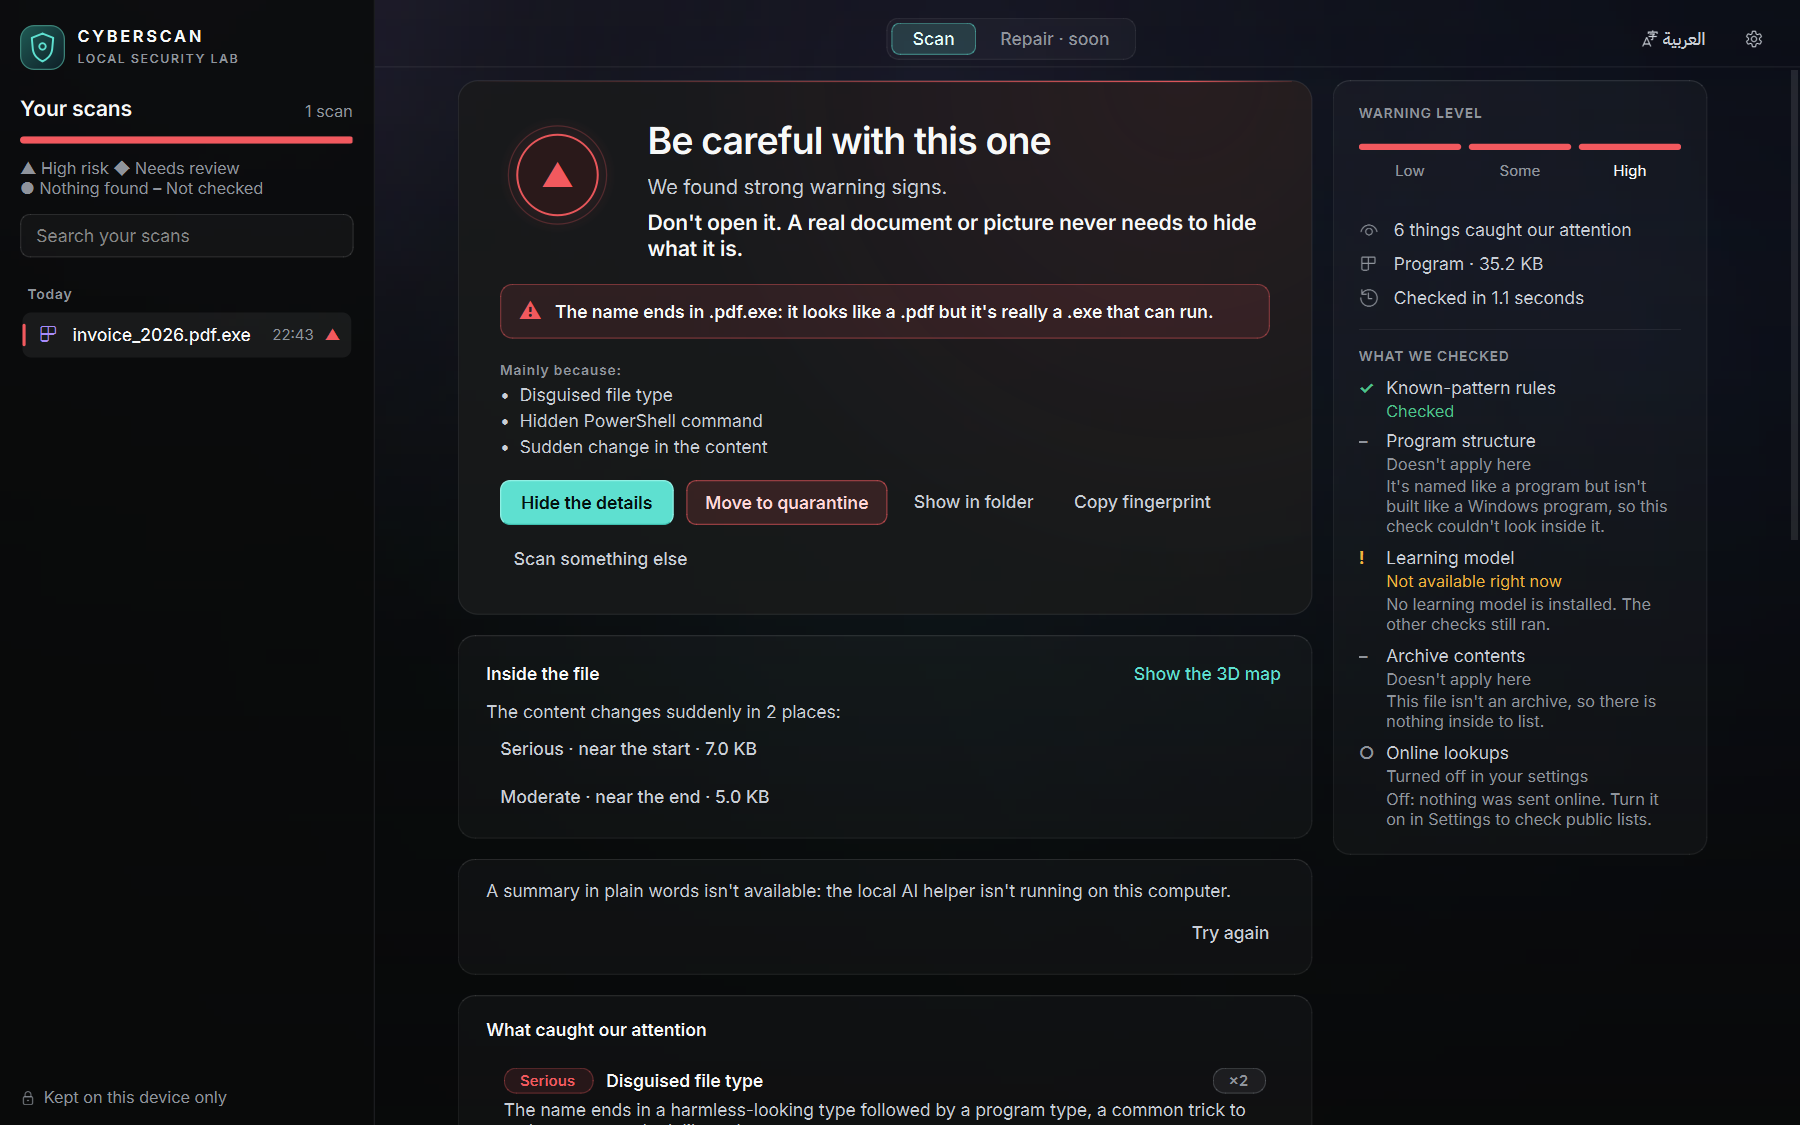 CYBERSCAN
LOCAL SECURITY LAB
Your scans
1 scan
High risk
Needs review
Nothing found – Not checked
Search your scans
Today
invoice_2026.pdf.exe
22:43
Kept on this device only
Scan
Repair · soon
العربية
Be careful with this one
We found strong warning signs.
Don't open it. A real document or picture never needs to hide
what it is.
The name ends in .pdf.exe: it looks like a .pdf but it's really a .exe that can run.
Mainly because:
• Disguised file type
• Hidden PowerShell command
• Sudden change in the content
Hide the details
Move to quarantine
Show in folder
Copy fingerprint
Scan something else
Inside the file
Show the 3D map
The content changes suddenly in 2 places:
Serious · near the start · 7.0 KB
Moderate · near the end · 5.0 KB
A summary in plain words isn't available: the local AI helper isn't running on this computer.
Try again
What caught our attention
Serious
Disguised file type
×2
The name ends in a harmless-looking type followed by a program type, a common trick to
WARNING LEVEL
Low
Some
High
6 things caught our attention
Program · 35.2 KB
Checked in 1.1 seconds
WHAT WE CHECKED
Known-pattern rules
Checked
– Program structure
Doesn't apply here
It's named like a program but isn't
built like a Windows program, so this
check couldn't look inside it.
! Learning model
Not available right now
No learning model is installed. The
other checks still ran.
– Archive contents
Doesn't apply here
This file isn't an archive, so there is
nothing inside to list.
Online lookups
Turned off in your settings
Off: nothing was sent online. Turn it
on in Settings to check public lists.